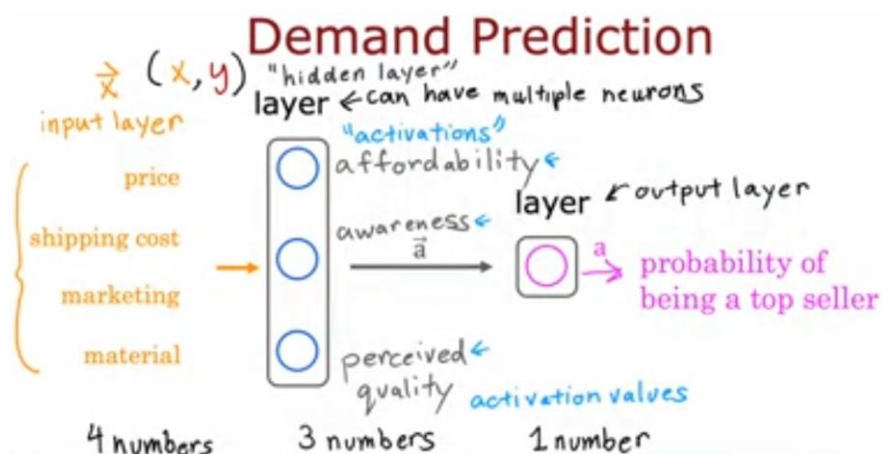 Demand Prediction
x⃗ (x, y) "hidden layer"
layer ← can have multiple neurons
input layer
"activations"
price
affordability ←
layer ← output layer
shipping cost
awareness ←
a⃗
a
probability of
being a top seller
marketing
material
perceived ←
quality
activation values
4 numbers
3 numbers
1 number